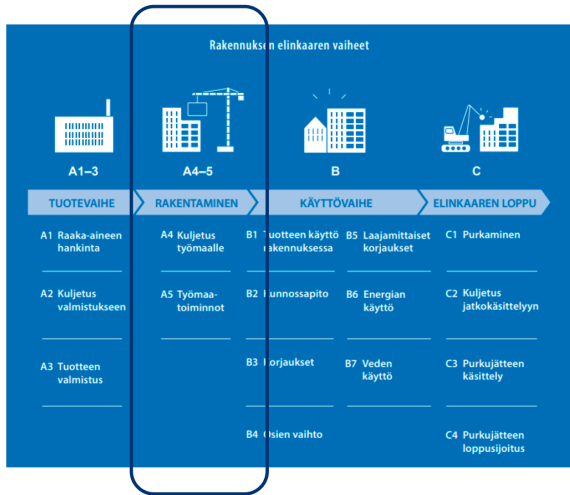 Rakennuksen elinkaaren vaiheet
A1–3
A4–5
B
C
TUOTEVAIHE
RAKENTAMINEN
KÄYTTÖVAIHE
ELINKAAREN LOPPU
A1 Raaka-aineen
hankinta
A2 Kuljetus
valmistukseen
A3 Tuotteen
valmistus
A4 Kuljetus
työmaalle
A5 Työmaa-
toiminnot
B1 Tuotteen käyttö
rakennuksessa
B2 Kunnossapito
B3 Korjaukset
B4 Osien vaihto
B5 Laajamittaiset
korjaukset
B6 Energian
käyttö
B7 Veden
käyttö
C1 Purkaminen
C2 Kuljetus
jatkokäsittelyyn
C3 Purkujätteen
käsittely
C4 Purkujätteen
loppusijoitus